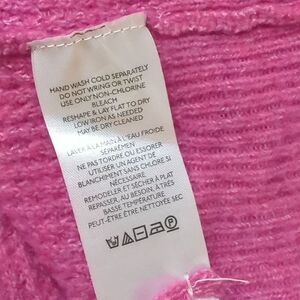 HAND WASH COLD SEPARATELY
DO NOT WRING OR TWIST
USE ONLY NON-CHLORINE
BLEACH
RESHAPE & LAY FLAT TO DRY
LOW IRON AS NEEDED
MAY BE DRY CLEANED
LAVER À LA MAIN À L'EAU FROIDE
SÉPARÉMEN
NE PAS TORDRE OU ESSORER
UTILISER UN AGENT DE
BLANCHIMENT SANS CHLORE SI
NÉCESSAIRE
REMODELER ET SÉCHER À PLAT
REPASSER, AU BESOIN, À TRÈS
BASSE TEMPÉRATURE
PEUT-ÊTRE ÊTRE NETTOYÉE SEC